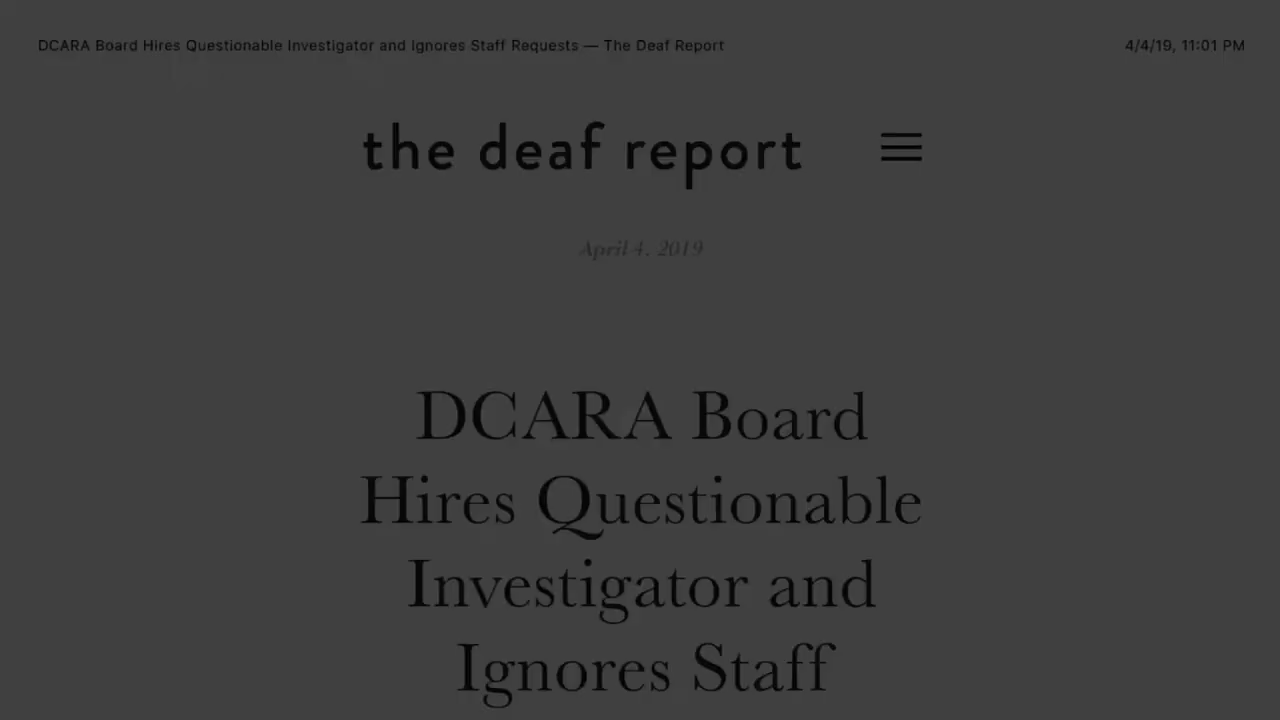 DCARA Board Hires Questionable Investigator and Ignores Staff Requests — The Deaf Report
4/4/19, 11:01 PM
the deaf report
April 4, 2019
DCARA Board
Hires Questionable
Investigator and
Ignores Staff